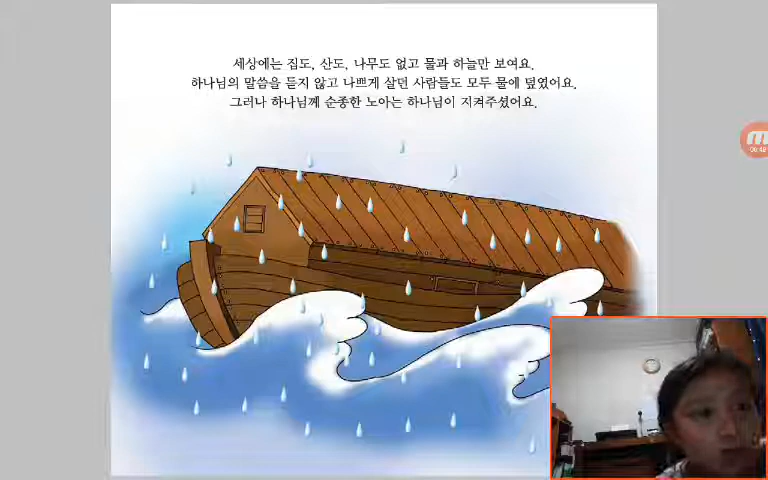 세상에는 집도, 산도, 나무도 없고 물과 하늘만 보여요.
하나님의 말씀을 듣지 않고 나쁘게 살던 사람들도 모두 물에 덮였어요.
그러나 하나님께 순종한 노아는 하나님이 지켜주셨어요.